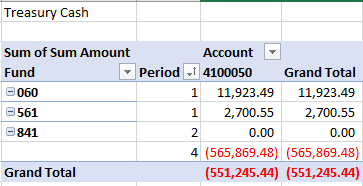 Treasury Cash
Sum of Sum Amount Account
Fund Period 4100050 Grand Total
060 1 11,923.49 11,923.49
561 1 2,700.55 2,700.55
841 2 0.00 0.00
4 (565,869.48) (565,869.48)
Grand Total (551,245.44) (551,245.44)